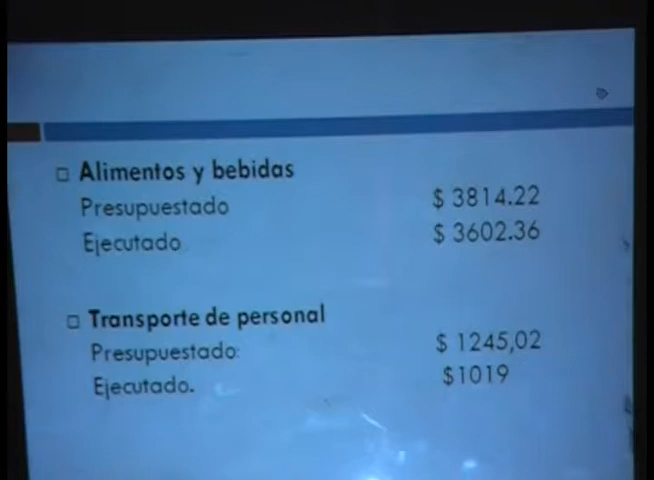 Alimentos y bebidas
Presupuestado $ 3814.22
Ejecutado $ 3602.36
Transporte de personal
Presupuestado: $ 1245,02
Ejecutado. $1019